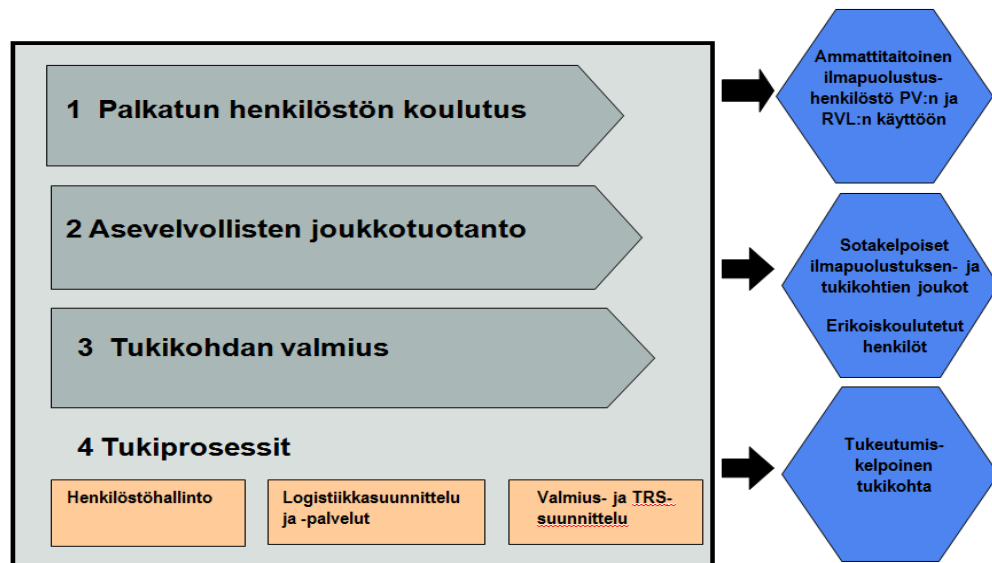 1 Palkatun henkilöstön koulutus
2 Asevelvollisten joukkotuotanto
3 Tukikohdan valmius
4 Tukiprosessit
Henkilöstöhallinto
Logistiikkasuunnittelu
ja -palvelut
Valmius- ja TRS-
suunnittelu
Ammattitaitoinen
ilmapuolustus-
henkilöstö PV:n ja
RVL:n käyttöön
Sotakelpoiset
ilmapuolustuksen- ja
tukikohtien joukot
Erikoiskoulutetut
henkilöt
Tukeutumis-
kelpoinen
tukikohta